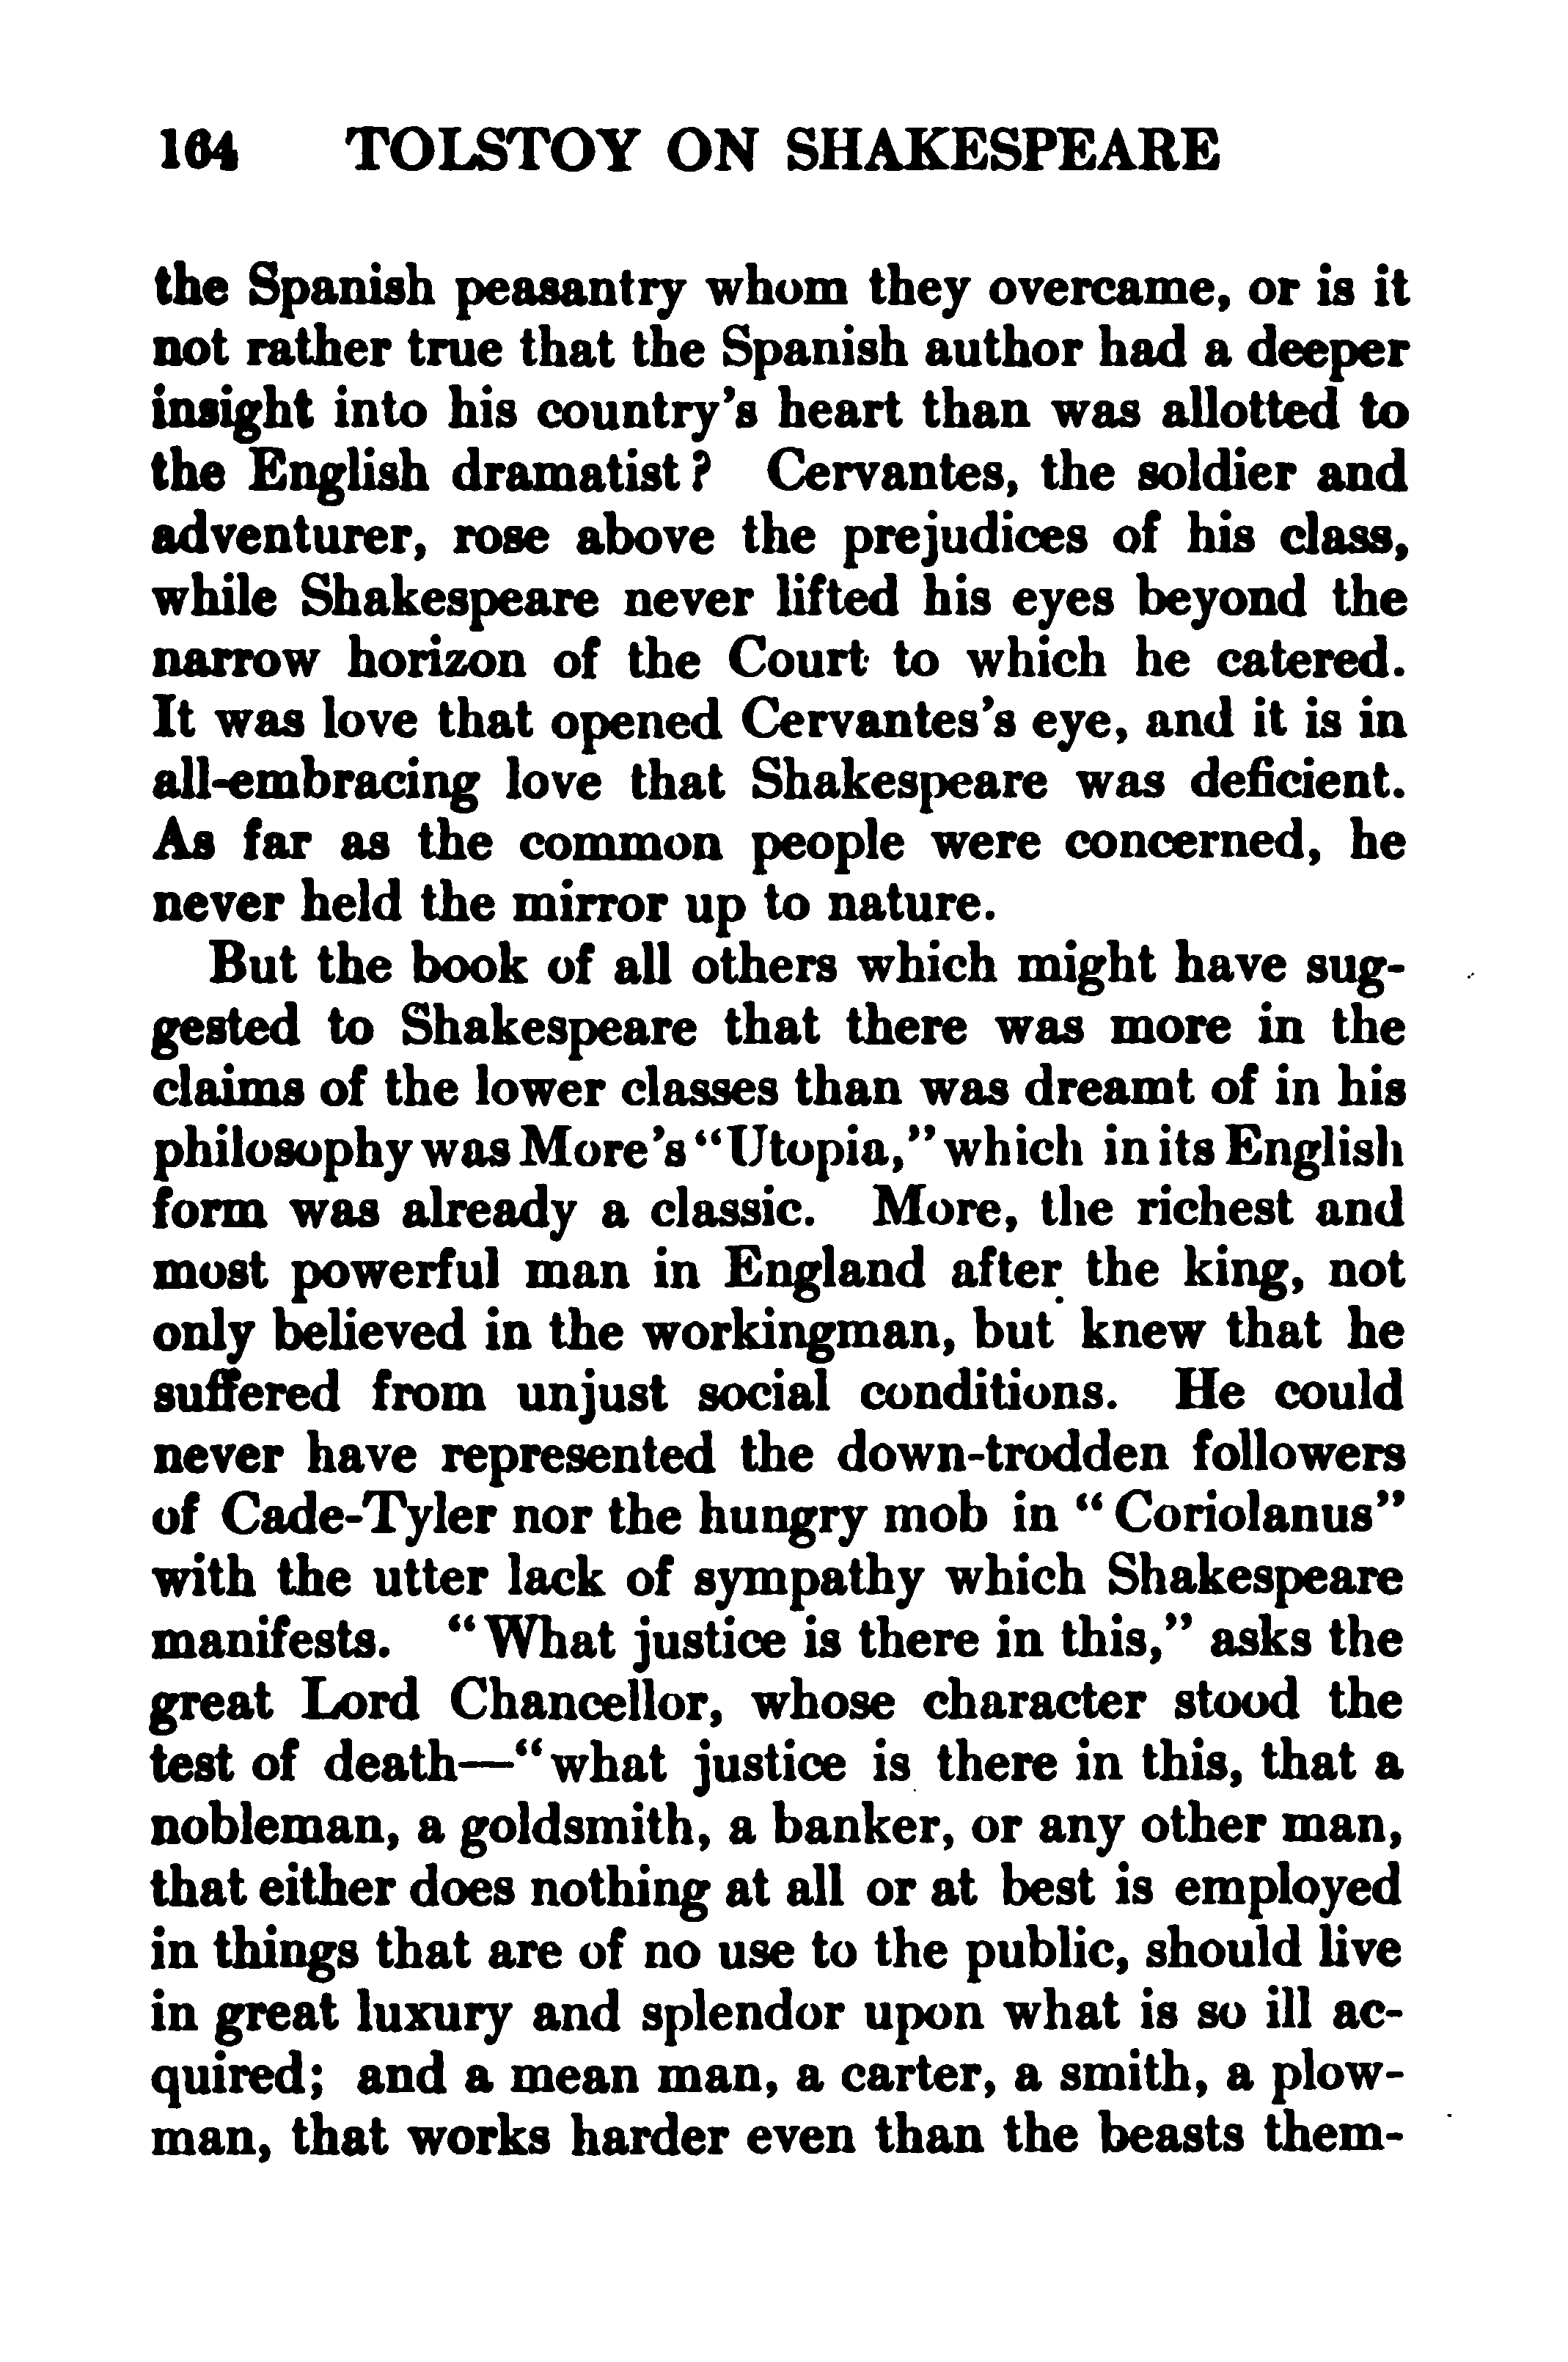 164 TOLSTOY ON SHAKESPEARE
the Spanish peasantry whom they overcame, or is it
not rather true that the Spanish author had a deeper
insight into his country's heart than was allotted to
the English dramatist? Cervantes, the soldier and
adventurer, rose above the prejudices of his class,
while Shakespeare never lifted his eyes beyond the
narrow horizon of the Court to which he catered.
It was love that opened Cervantes's eye, and it is in
all-embracing love that Shakespeare was deficient.
As far as the common people were concerned, he
never held the mirror up to nature.
But the book of all others which might have sug-
gested to Shakespeare that there was more in the
claims of the lower classes than was dreamt of in his
philosophy was More's "Utopia," which in its English
form was already a classic. More, the richest and
most powerful man in England after the king, not
only believed in the workingman, but knew that he
suffered from unjust social conditions. He could
never have represented the down-trodden followers
of Cade-Tyler nor the hungry mob in "Coriolanus"
with the utter lack of sympathy which Shakespeare
manifests. "What justice is there in this," asks the
great Lord Chancellor, whose character stood the
test of death—"what justice is there in this, that a
nobleman, a goldsmith, a banker, or any other man,
that either does nothing at all or at best is employed
in things that are of no use to the public, should live
in great luxury and splendor upon what is so ill ac-
quired; and a mean man, a carter, a smith, a plow-
man, that works harder even than the beasts them-